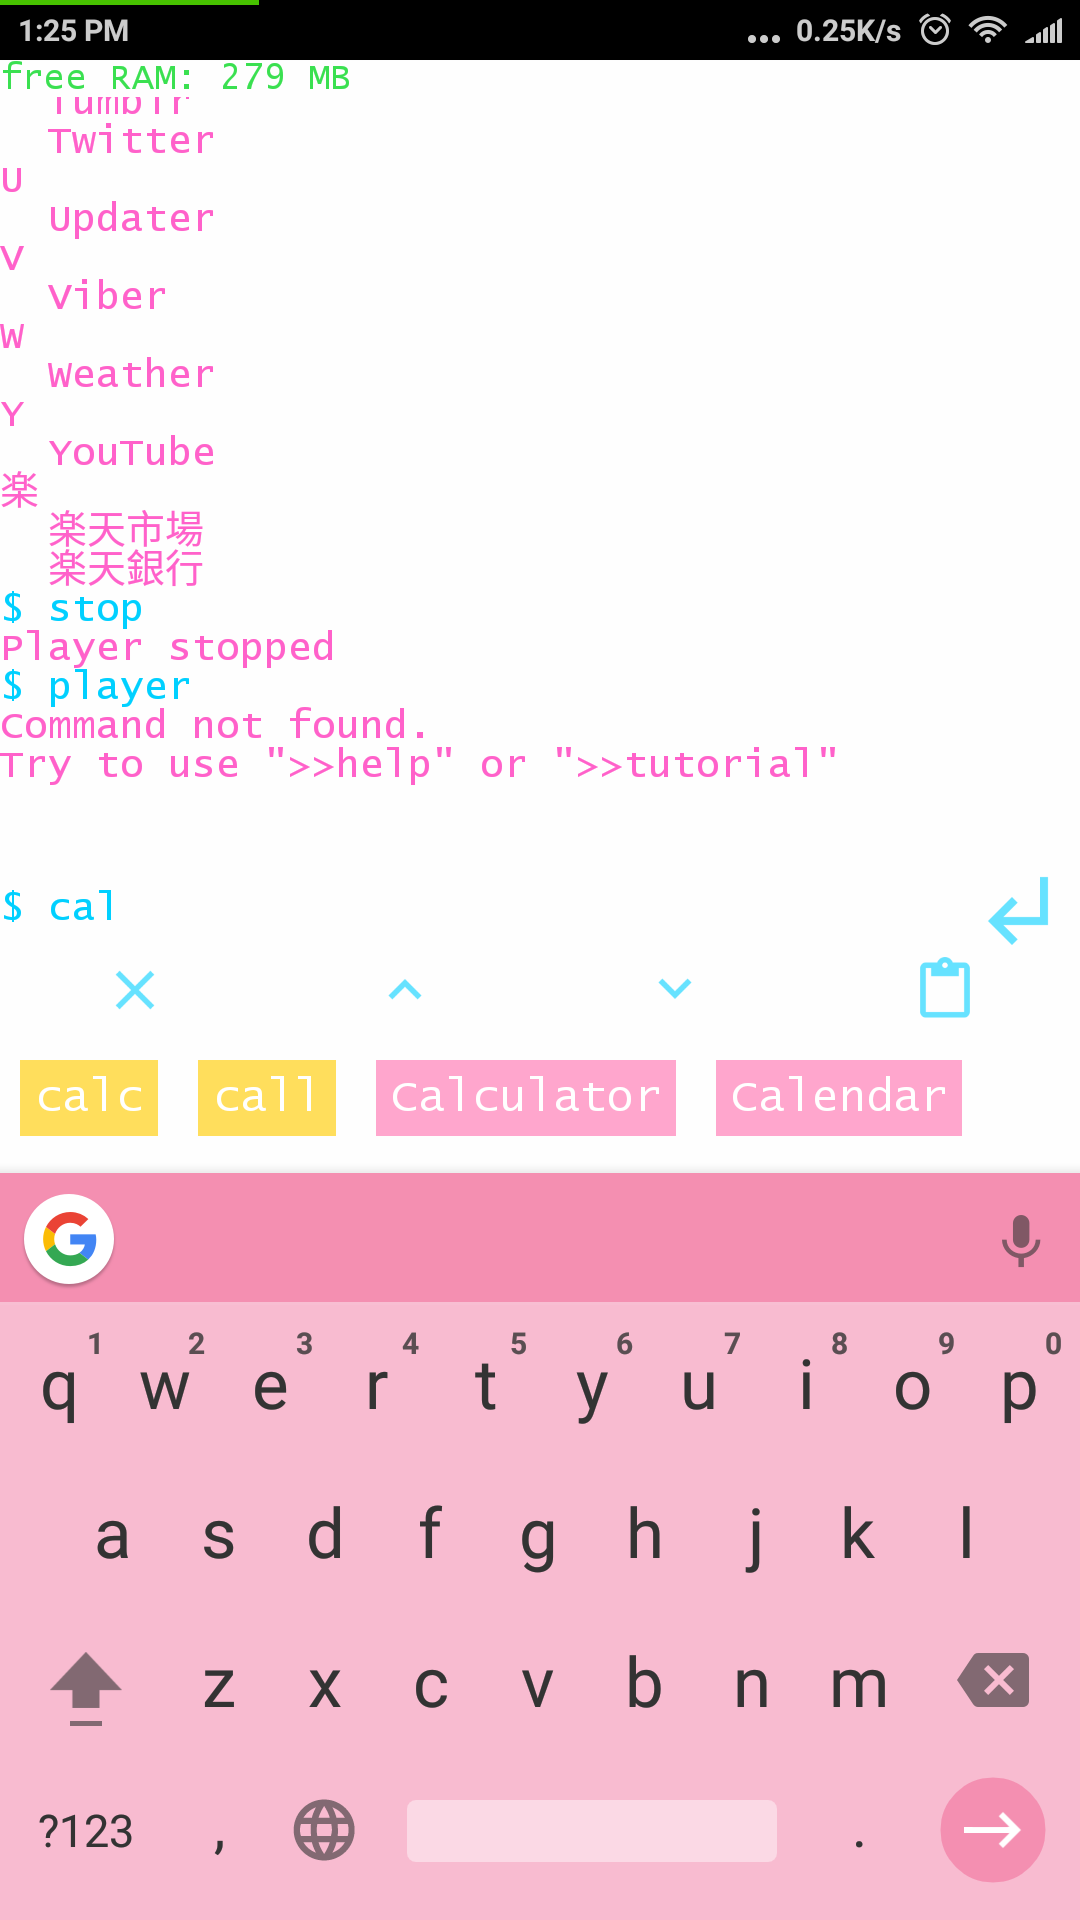 1:25 PM ... 0.25K/s
free RAM: 279 MB
Tumblr
Twitter
U
Updater
V
Viber
W
Weather
Y
YouTube
楽
楽天市場
楽天銀行
$ stop
Player stopped
$ player
Command not found.
Try to use ">>help" or ">>tutorial"
$ cal
calc call Calculator Calendar
G
1 2 3 4 5 6 7 8 9 0
q w e r t y u i o p
a s d f g h j k l
z x c v b n m
?123 , .